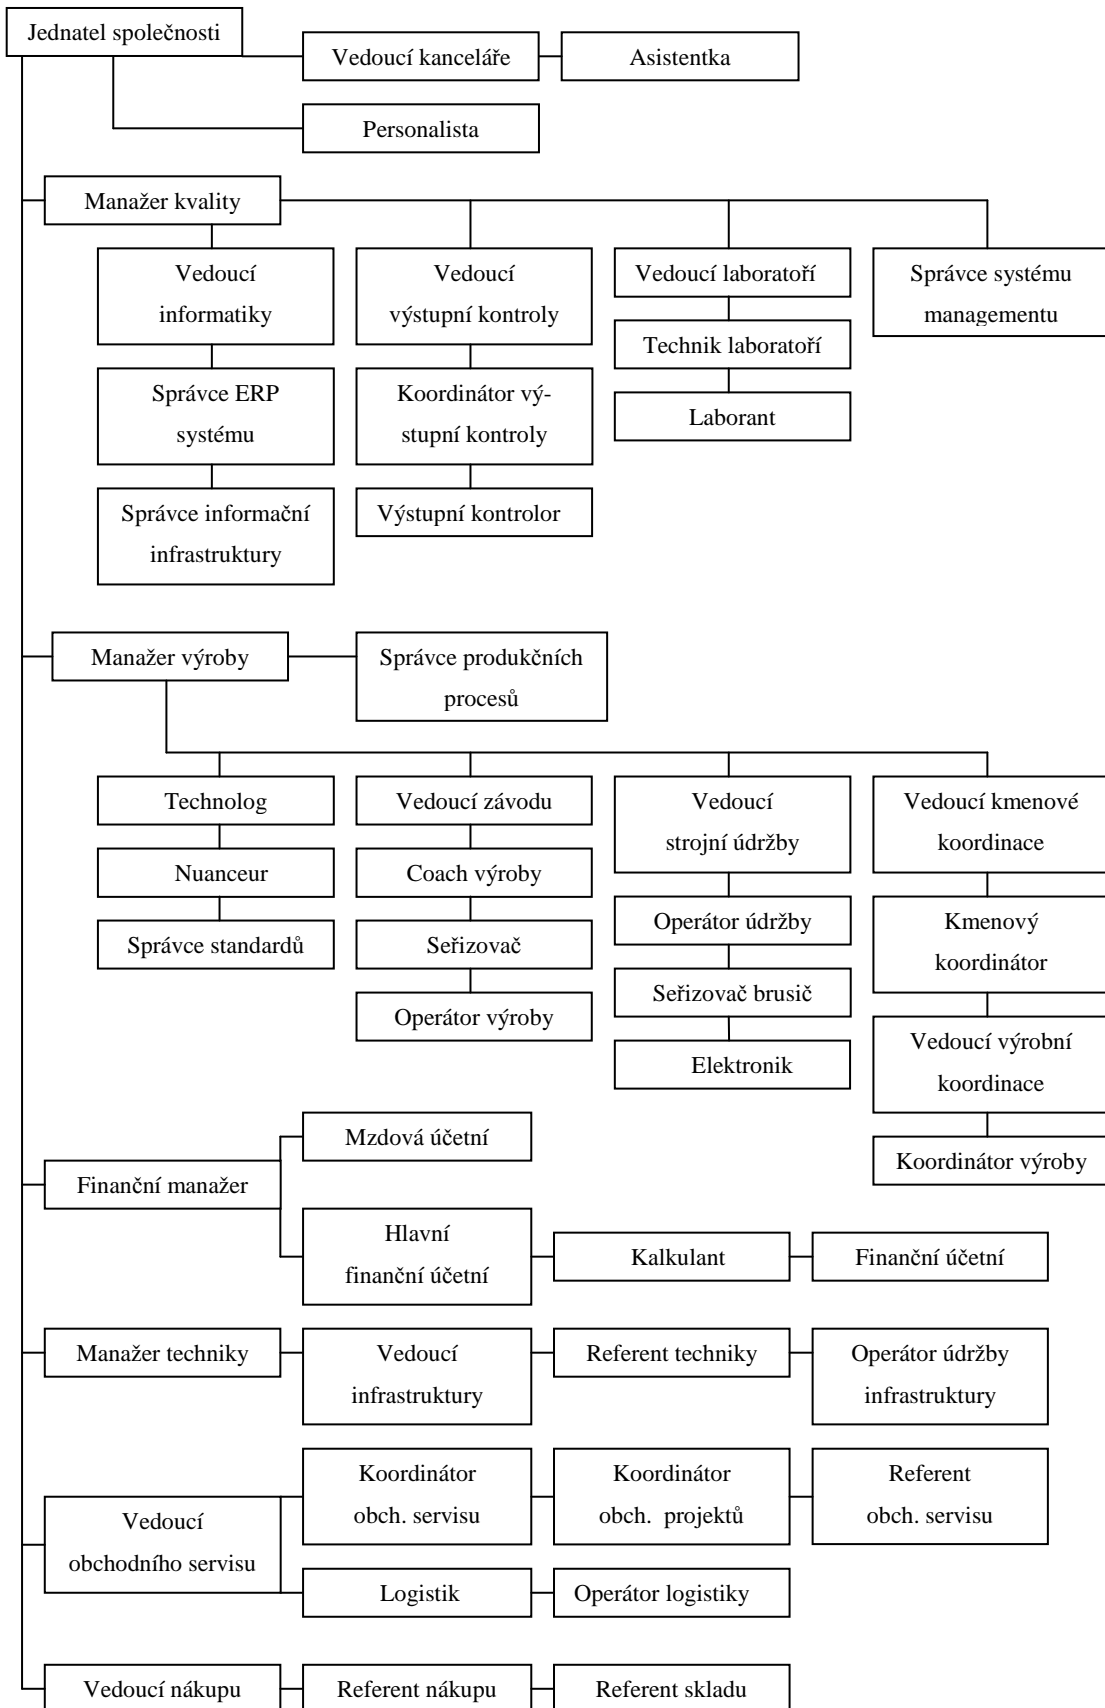 Jednatel společnosti
Vedoucí kanceláře
Asistentka
Personalista
Manažer kvality
Vedoucí
informatiky
Správce ERP
systému
Správce informační
infrastruktury
Vedoucí
výstupní kontroly
Koordinátor vý-
stupní kontroly
Výstupní kontrolor
Vedoucí laboratoří
Technik laboratoří
Laborant
Správce systému
managementu
Manažer výroby
Správce produkčních
procesů
Technolog
Nuanceur
Správce standardů
Vedoucí závodu
Coach výroby
Seřizovač
Operátor výroby
Vedoucí
strojní údržby
Operátor údržby
Seřizovač brusič
Elektronik
Vedoucí kmenové
koordinace
Kmenový
koordinátor
Vedoucí výrobní
koordinace
Koordinátor výroby
Finanční manažer
Mzdová účetní
Hlavní
finanční účetní
Kalkulant
Finanční účetní
Manažer techniky
Vedoucí
infrastruktury
Referent techniky
Operátor údržby
infrastruktury
Vedoucí
obchodního servisu
Koordinátor
obch. servisu
Koordinátor
obch.  projektů
Referent
obch. servisu
Logistik
Operátor logistiky
Vedoucí nákupu
Referent nákupu
Referent skladu